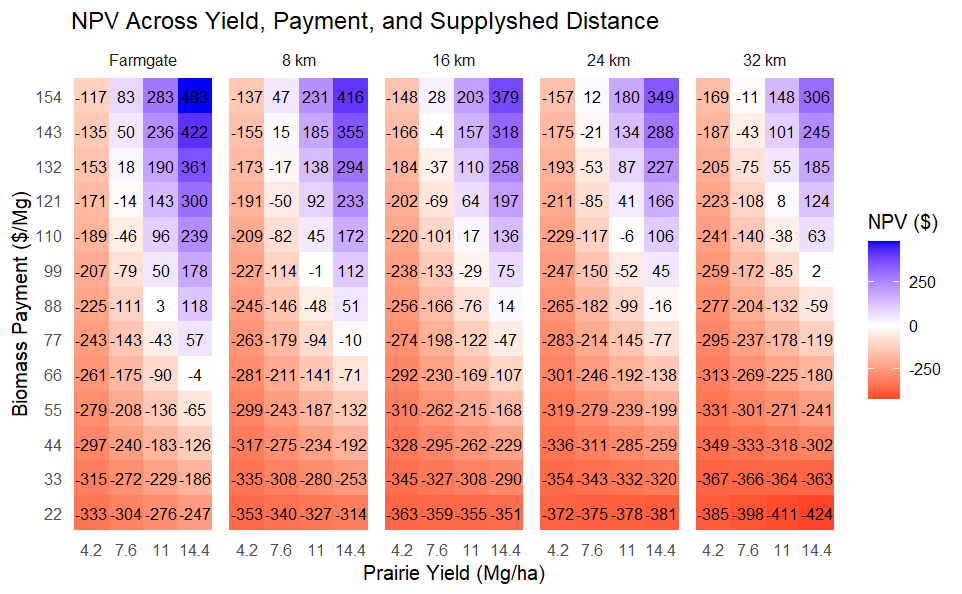 NPV Across Yield, Payment, and Supplyshed Distance
Farmgate 8 km 16 km 24 km 32 km
154 -117 83 283 483 -137 47 231 416 -148 28 203 379 -157 12 180 349 -169 -11 148 306
143 -135 50 236 422 -155 15 185 355 -166 -4 157 318 -175 -21 134 288 -187 -43 101 245
132 -153 18 190 361 -173 -17 138 294 -184 -37 110 258 -193 -53 87 227 -205 -75 55 185
121 -171 -14 143 300 -191 -50 92 233 -202 -69 64 197 -211 -85 41 166 -223 -108 8 124
110 -189 -46 96 239 -209 -82 45 172 -220 -101 17 136 -229 -117 -6 106 -241 -140 -38 63
99 -207 -79 50 178 -227 -114 -1 112 -238 -133 -29 75 -247 -150 -52 45 -259 -172 -85 2
88 -225 -111 3 118 -245 -146 -48 51 -256 -166 -76 14 -265 -182 -99 -16 -277 -204 -132 -59
77 -243 -143 -43 57 -263 -179 -94 -10 -274 -198 -122 -47 -283 -214 -145 -77 -295 -237 -178 -119
66 -261 -175 -90 -4 -281 -211 -141 -71 -292 -230 -169 -107 -301 -246 -192 -138 -313 -269 -225 -180
55 -279 -208 -136 -65 -299 -243 -187 -132 -310 -262 -215 -168 -319 -279 -239 -199 -331 -301 -271 -241
44 -297 -240 -183 -126 -317 -275 -234 -192 -328 -295 -262 -229 -336 -311 -285 -259 -349 -333 -318 -302
33 -315 -272 -229 -186 -335 -308 -280 -253 -345 -327 -308 -290 -354 -343 -332 -320 -367 -366 -364 -363
22 -333 -304 -276 -247 -353 -340 -327 -314 -363 -359 -355 -351 -372 -375 -378 -381 -385 -398 -411 -424
4.2 7.6 11 14.4 4.2 7.6 11 14.4 4.2 7.6 11 14.4 4.2 7.6 11 14.4 4.2 7.6 11 14.4
Prairie Yield (Mg/ha)
Biomass Payment ($/Mg)
NPV ($)
250
0
-250